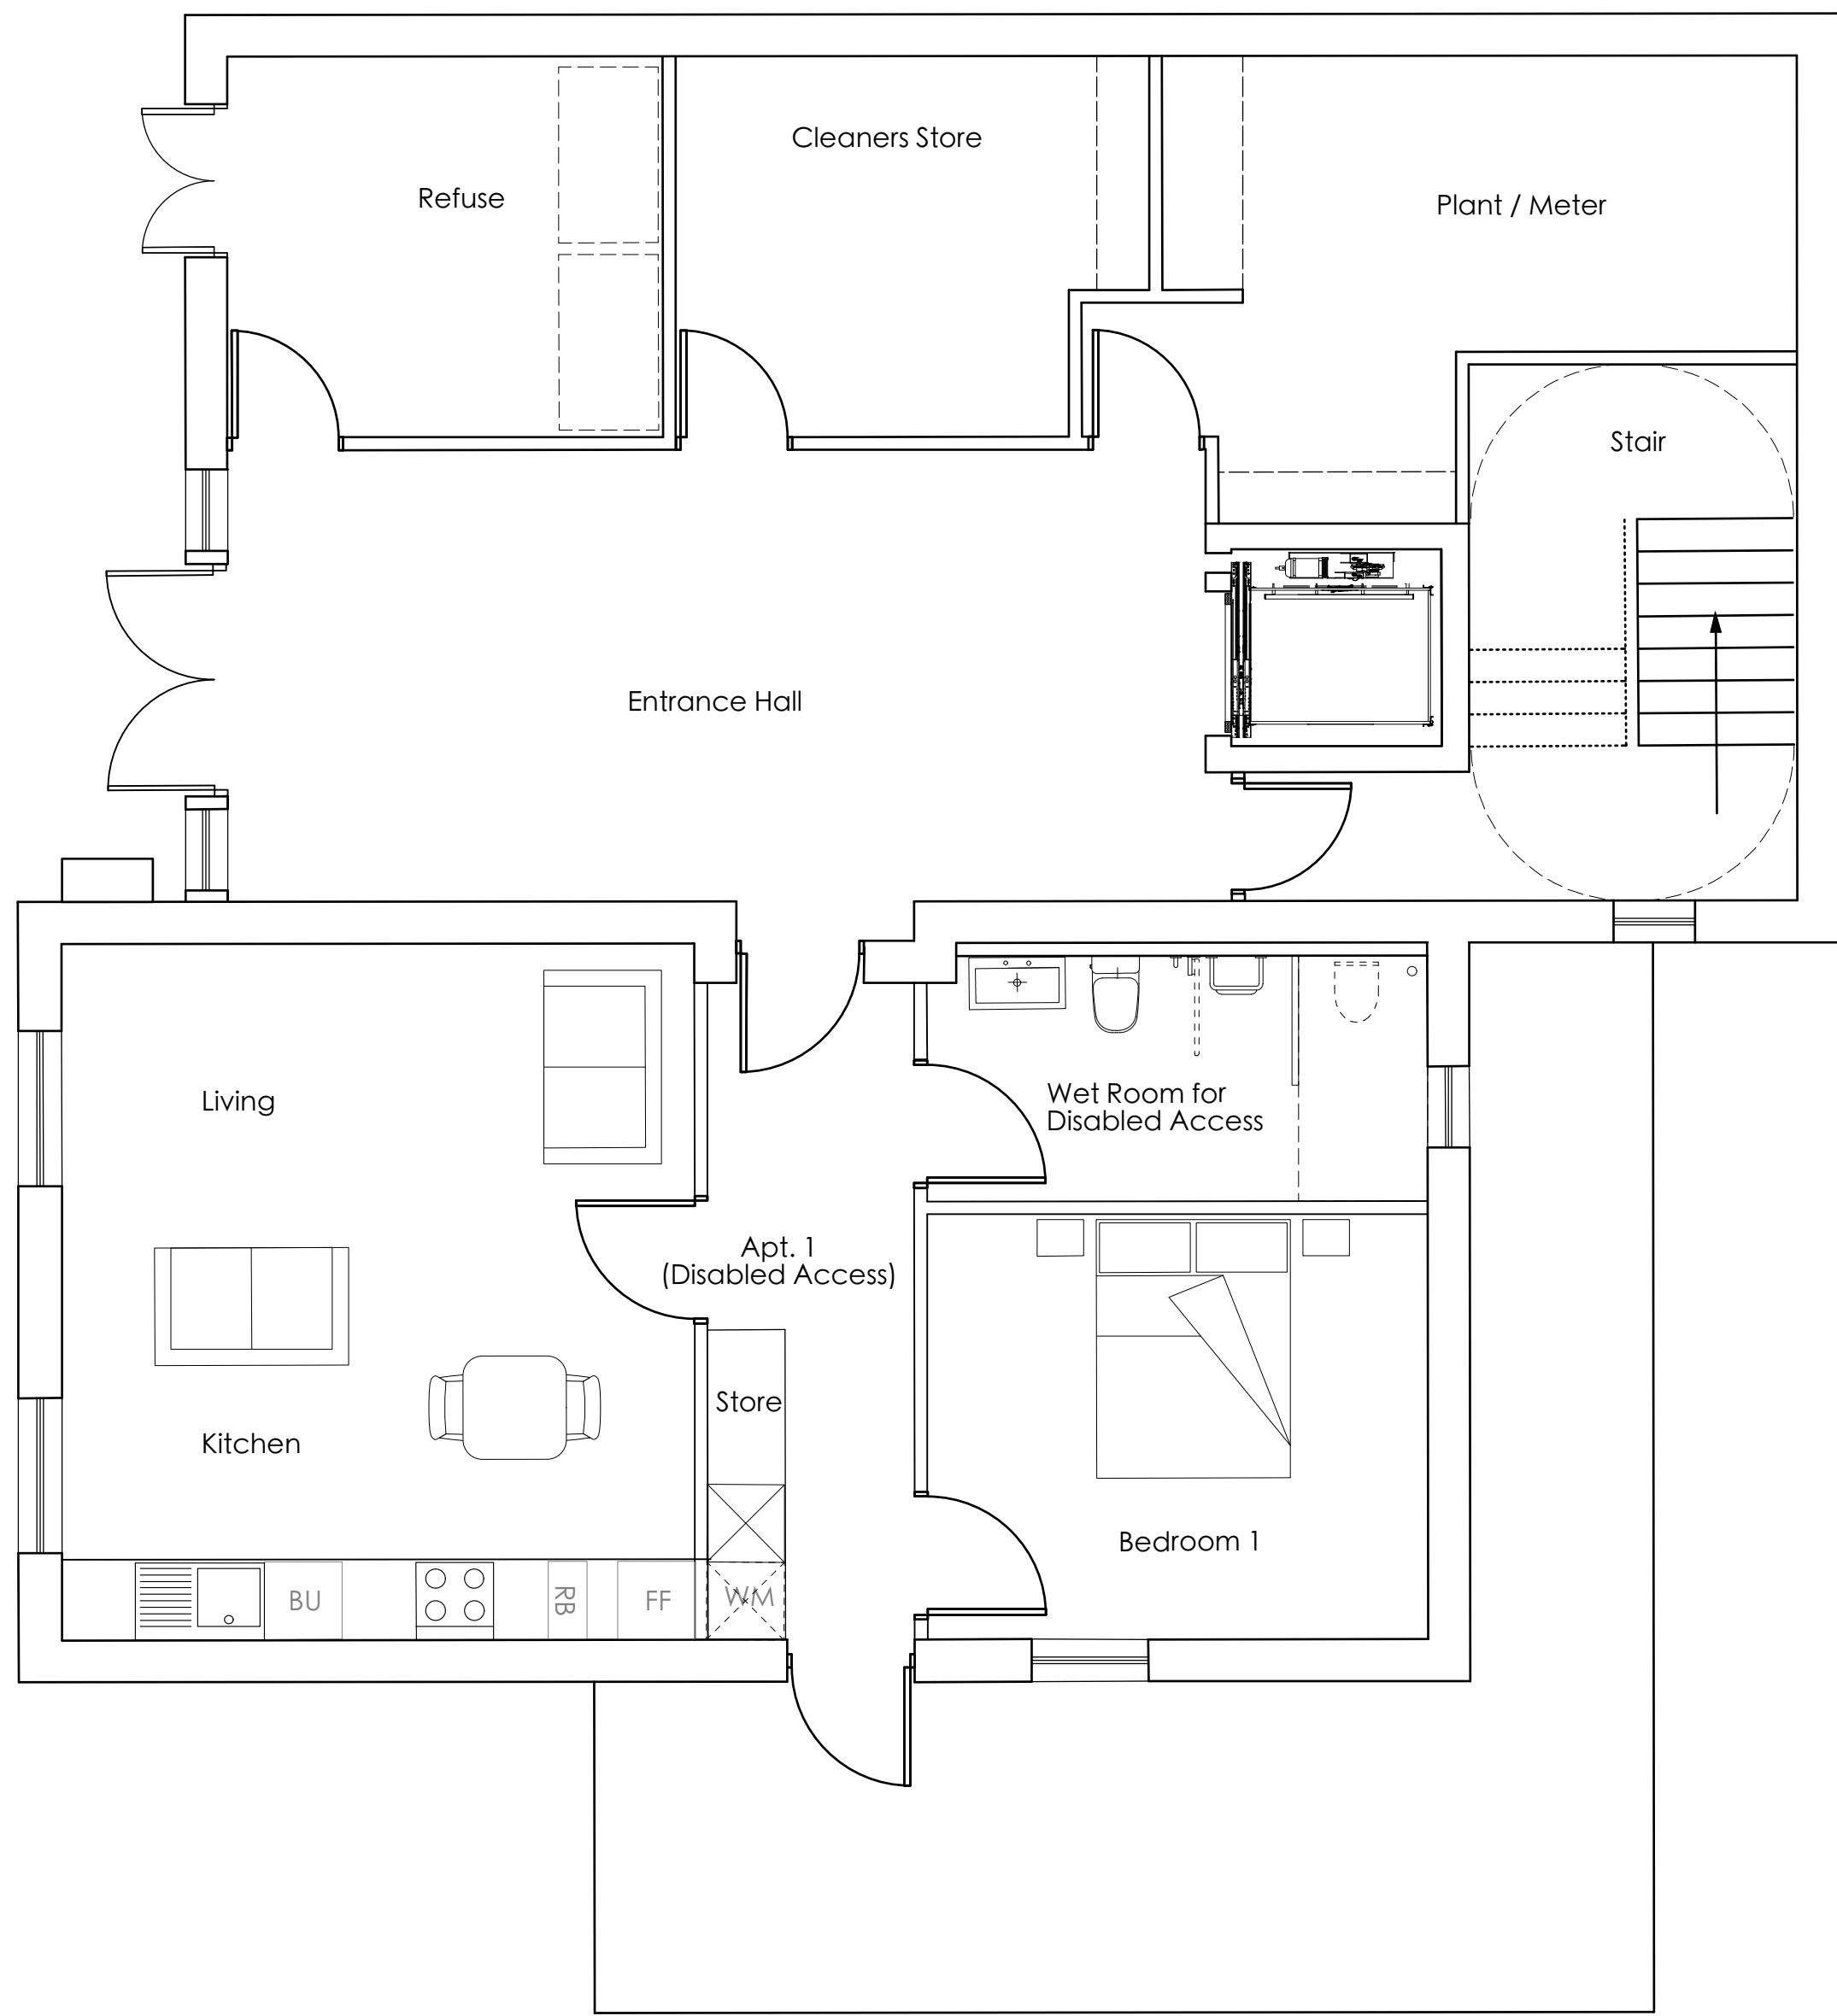 Cleaners Store
Refuse
Plant / Meter
Stair
Entrance Hall
Living
Wet Room for
Disabled Access
Apt. 1
(Disabled Access)
Store
Kitchen
Bedroom 1
BU
RB
FF
WM